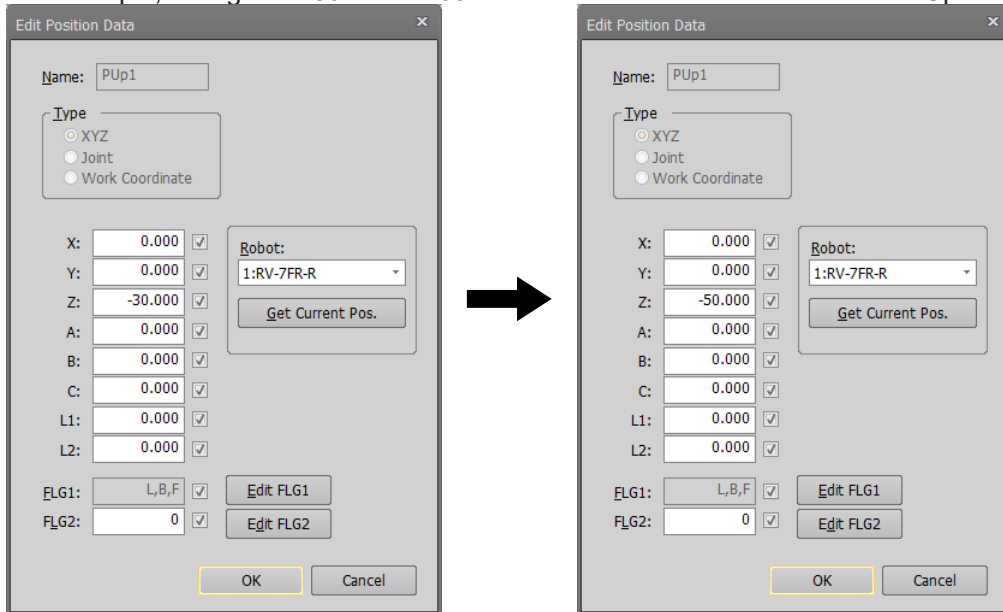 Edit Position Data ×
Name: PUp1
Type
XYZ
Joint
Work Coordinate
X: 0.000
Y: 0.000
Z: -30.000
A: 0.000
B: 0.000
C: 0.000
L1: 0.000
L2: 0.000
Robot:
1:RV-7FR-R
Get Current Pos.
FLG1: L,B,F Edit FLG1
FLG2: 0 Edit FLG2
OK Cancel
Edit Position Data ×
Name: PUp1
Type
XYZ
Joint
Work Coordinate
X: 0.000
Y: 0.000
Z: -50.000
A: 0.000
B: 0.000
C: 0.000
L1: 0.000
L2: 0.000
Robot:
1:RV-7FR-R
Get Current Pos.
FLG1: L,B,F Edit FLG1
FLG2: 0 Edit FLG2
OK Cancel